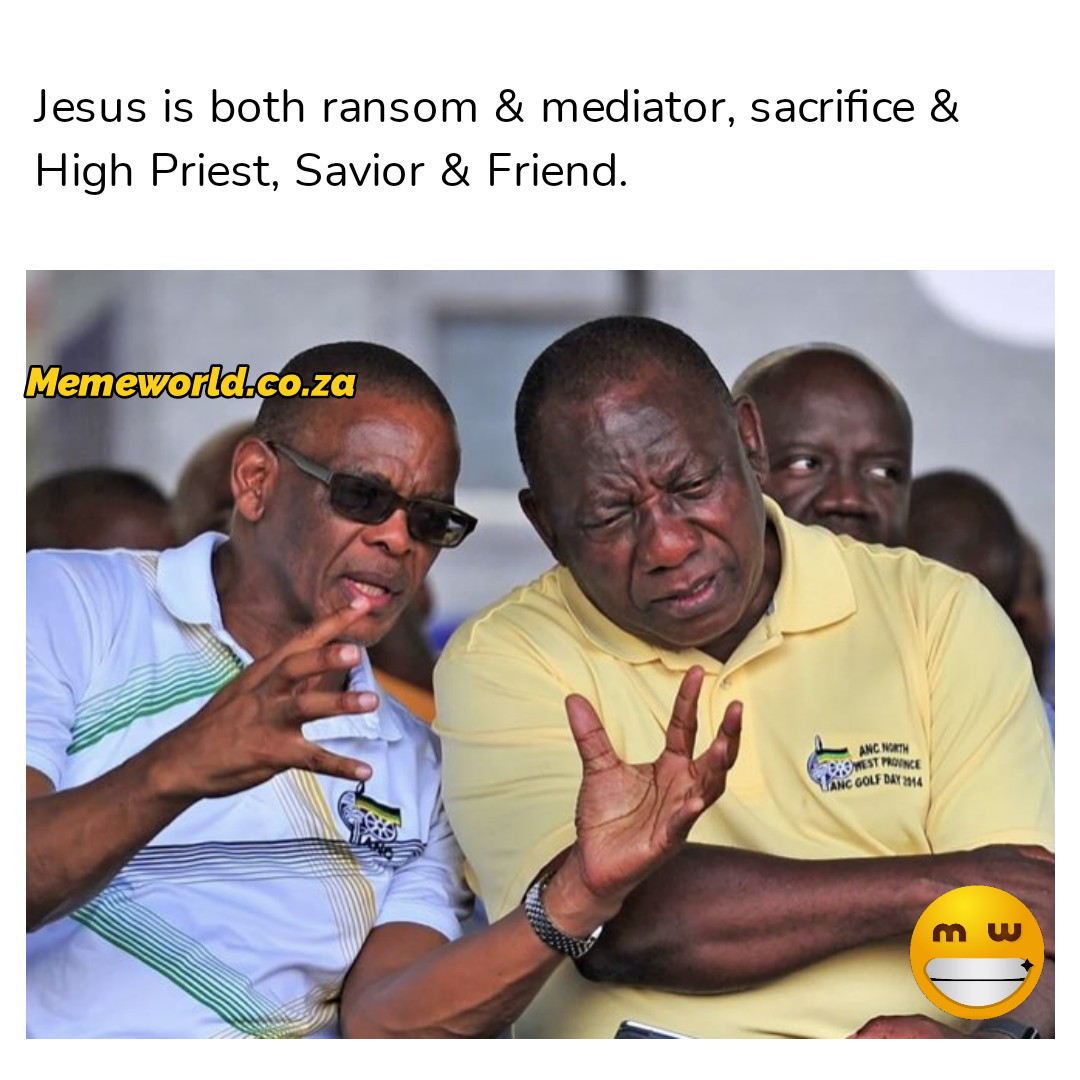 Jesus is both ransom & mediator, sacrifice &
High Priest, Savior & Friend.
Memeworld.co.za
ANC NORTH
WEST PROVINCE
ANC GOLF DAY 2014
ANC
m w